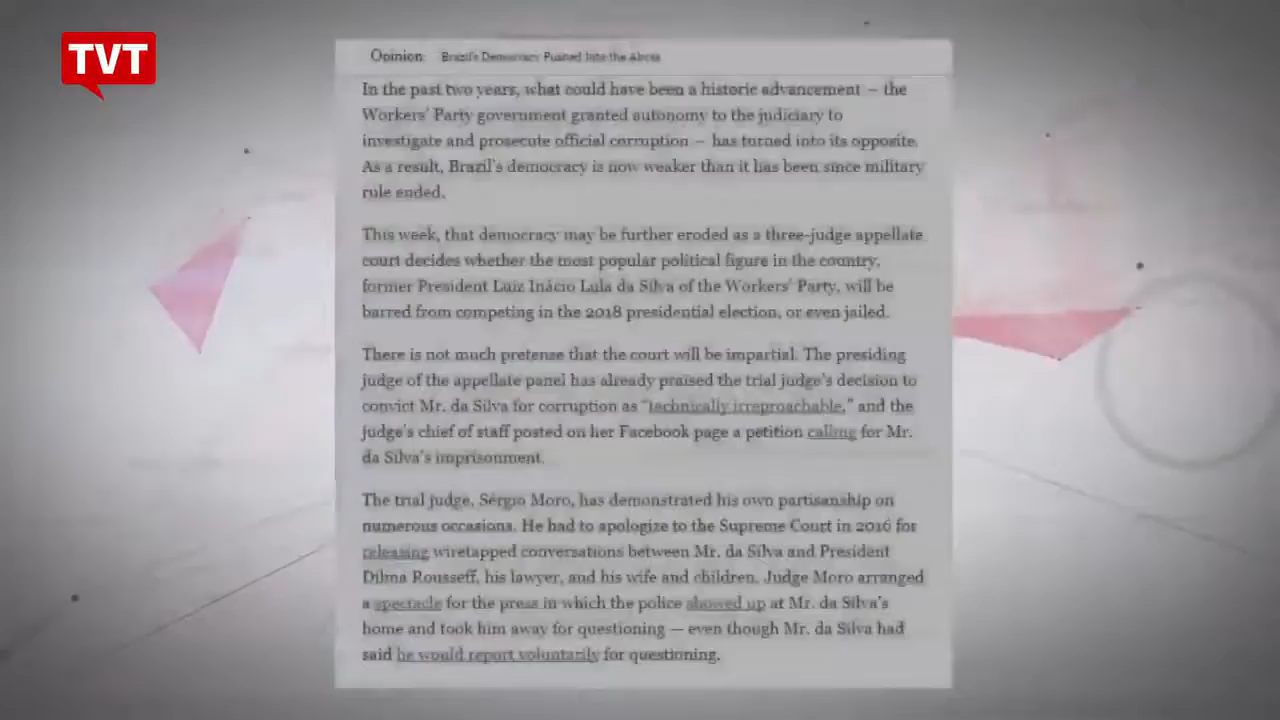 TVT
Opinion Brazil's Democracy Pushed Into the Abyss
In the past two years, what could have been a historic advancement — the
Workers' Party government granted autonomy to the judiciary to
investigate and prosecute official corruption — has turned into its opposite.
As a result, Brazil's democracy is now weaker than it has been since military
rule ended.
This week, that democracy may be further eroded as a three-judge appellate
court decides whether the most popular political figure in the country,
former President Luiz Inácio Lula da Silva of the Workers' Party, will be
barred from competing in the 2018 presidential election, or even jailed.
There is not much pretense that the court will be impartial. The presiding
judge of the appellate panel has already praised the trial judge's decision to
convict Mr. da Silva for corruption as “technically irreproachable,” and the
judge's chief of staff posted on her Facebook page a petition calling for Mr.
da Silva's imprisonment.
The trial judge, Sérgio Moro, has demonstrated his own partisanship on
numerous occasions. He had to apologize to the Supreme Court in 2016 for
releasing wiretapped conversations between Mr. da Silva and President
Dilma Rousseff, his lawyer, and his wife and children. Judge Moro arranged
a spectacle for the press in which the police showed up at Mr. da Silva's
home and took him away for questioning — even though Mr. da Silva had
said he would report voluntarily for questioning.